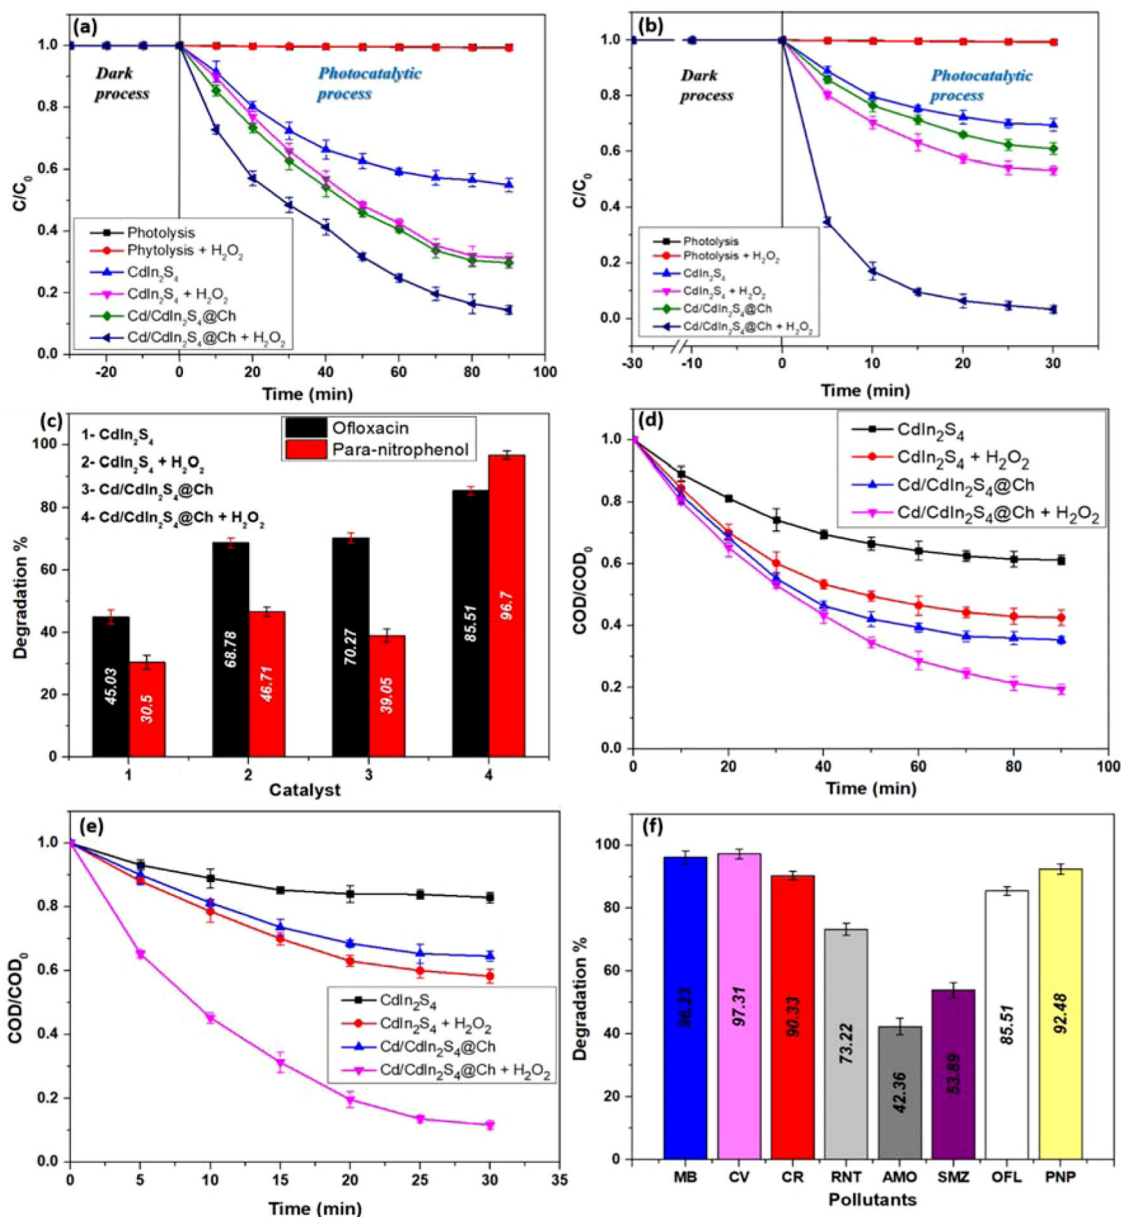 (a)
Dark
process
Photocatalytic
process
Photolysis
Phytolysis + H₂O₂
CdIn₂S₄
CdIn₂S₄ + H₂O₂
Cd/CdIn₂S₄@Ch
Cd/CdIn₂S₄@Ch + H₂O₂
C/C₀
1.0
0.8
0.6
0.4
0.2
0.0
-20 0 20 40 60 80 100
Time (min)
(b)
Dark
process
Photocatalytic
process
Photolysis
Photolysis + H₂O₂
CdIn₂S₄
CdIn₂S₄ + H₂O₂
Cd/CdIn₂S₄@Ch
Cd/CdIn₂S₄@Ch + H₂O₂
C/C₀
1.0
0.8
0.6
0.4
0.2
0.0
-30 -10 0 10 20 30
Time (min)
(c)
1- CdIn₂S₄
2- CdIn₂S₄ + H₂O₂
3- Cd/CdIn₂S₄@Ch
4- Cd/CdIn₂S₄@Ch + H₂O₂
Ofloxacin
Para-nitrophenol
Degradation %
100
80
60
40
20
0
45.03
30.5
68.78
46.71
70.27
39.05
85.51
96.7
1 2 3 4
Catalyst
(d)
CdIn₂S₄
CdIn₂S₄ + H₂O₂
Cd/CdIn₂S₄@Ch
Cd/CdIn₂S₄@Ch + H₂O₂
COD/COD₀
1.0
0.8
0.6
0.4
0.2
0.0
0 20 40 60 80 100
Time (min)
(e)
CdIn₂S₄
CdIn₂S₄ + H₂O₂
Cd/CdIn₂S₄@Ch
Cd/CdIn₂S₄@Ch + H₂O₂
COD/COD₀
1.0
0.8
0.6
0.4
0.2
0.0
0 5 10 15 20 25 30 35
Time (min)
(f)
Degradation %
100
80
60
40
20
0
96.23
97.31
90.33
73.22
42.36
53.89
85.51
92.48
MB CV CR RNT AMO SMZ OFL PNP
Pollutants